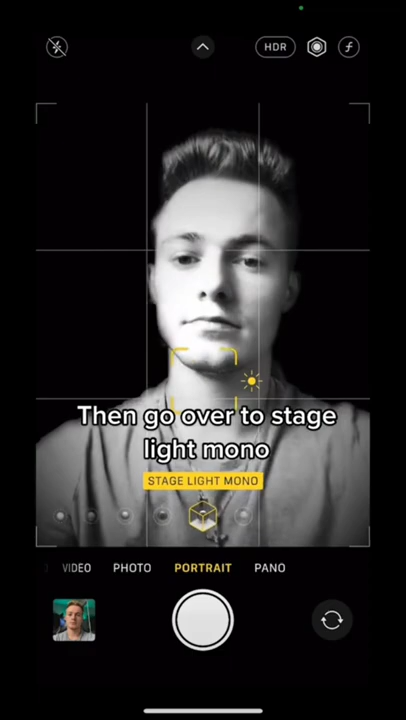 HDR
f
Then go over to stage
light mono
STAGE LIGHT MONO
VIDEO PHOTO PORTRAIT PANO